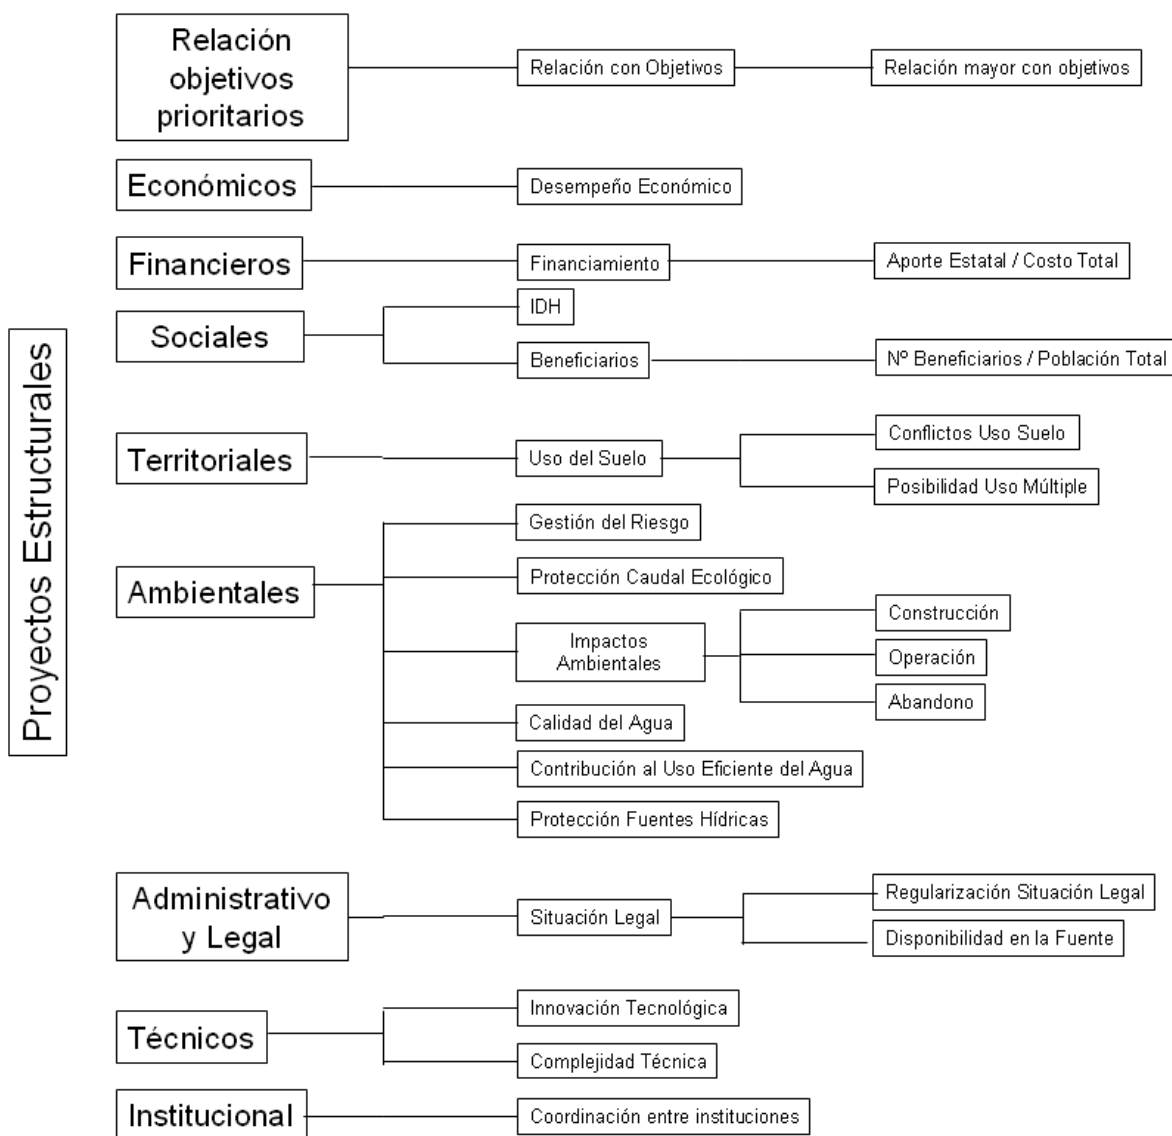 Proyectos Estructurales
Relación
objetivos
prioritarios
Relación con Objetivos
Relación mayor con objetivos
Económicos
Desempeño Económico
Financieros
Financiamiento
Aporte Estatal / Costo Total
Sociales
IDH
Beneficiarios
Nº Beneficiarios / Población Total
Territoriales
Uso del Suelo
Conflictos Uso Suelo
Posibilidad Uso Múltiple
Ambientales
Gestión del Riesgo
Protección Caudal Ecológico
Impactos
Ambientales
Construcción
Operación
Abandono
Calidad del Agua
Contribución al Uso Eficiente del Agua
Protección Fuentes Hídricas
Administrativo
y Legal
Situación Legal
Regularización Situación Legal
Disponibilidad en la Fuente
Técnicos
Innovación Tecnológica
Complejidad Técnica
Institucional
Coordinación entre instituciones